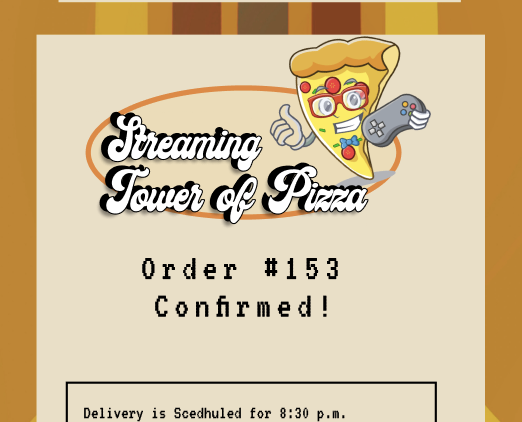 Streaming
Tower of Pizza
Order #153
Confirmed!
Delivery is Scedhuled for 8:30 p.m.